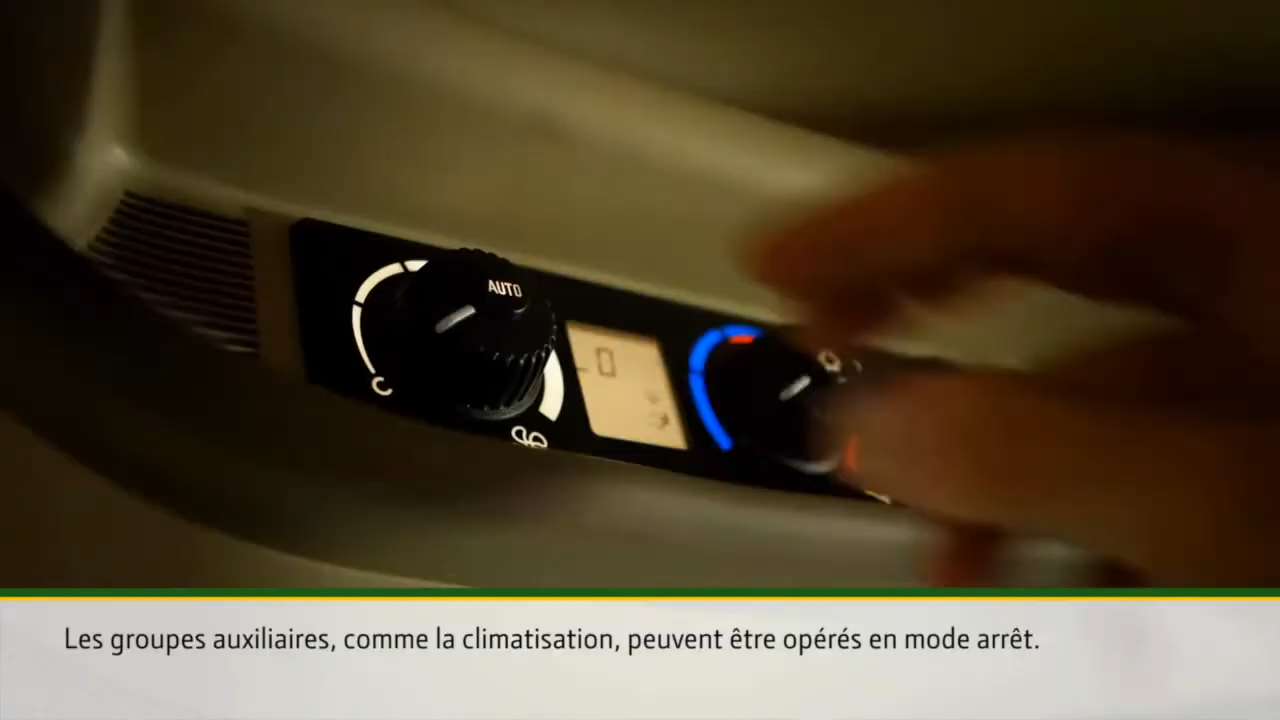 AUTO
Les groupes auxiliaires, comme la climatisation, peuvent être opérés en mode arrêt.